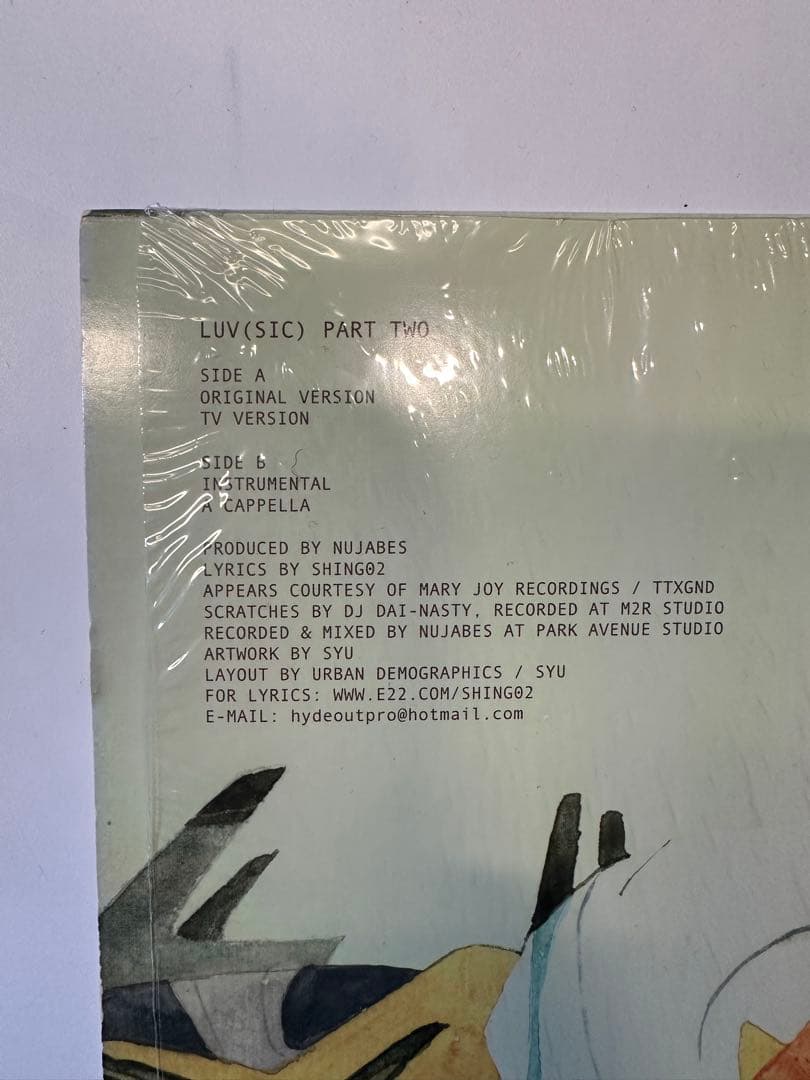 LUV(SIC) PART TWO
SIDE A
ORIGINAL VERSION
TV VERSION
SIDE B
INSTRUMENTAL
A CAPPELLA
PRODUCED BY NUJABES
LYRICS BY SHING02
APPEARS COURTESY OF MARY JOY RECORDINGS / TTXGND
SCRATCHES BY DJ DAI-NASTY, RECORDED AT M2R STUDIO
RECORDED & MIXED BY NUJABES AT PARK AVENUE STUDIO
ARTWORK BY SYU
LAYOUT BY URBAN DEMOGRAPHICS / SYU
FOR LYRICS: WWW.E22.COM/SHING02
E-MAIL: hydeoutpro@hotmail.com